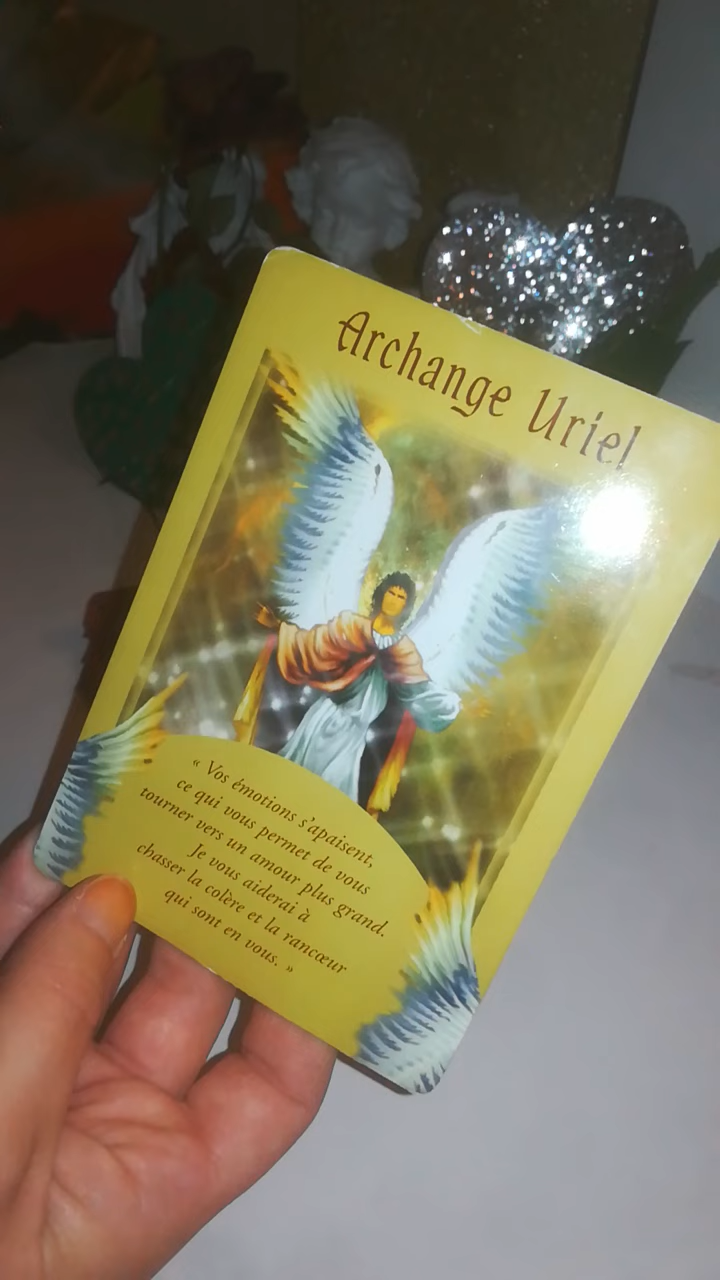 Archange Uriel
« Vos émotions s'apaisent,
ce qui vous permet de vous
tourner vers un amour plus grand.
Je vous aiderai à
chasser la colère et la rancœur
qui sont en vous. »